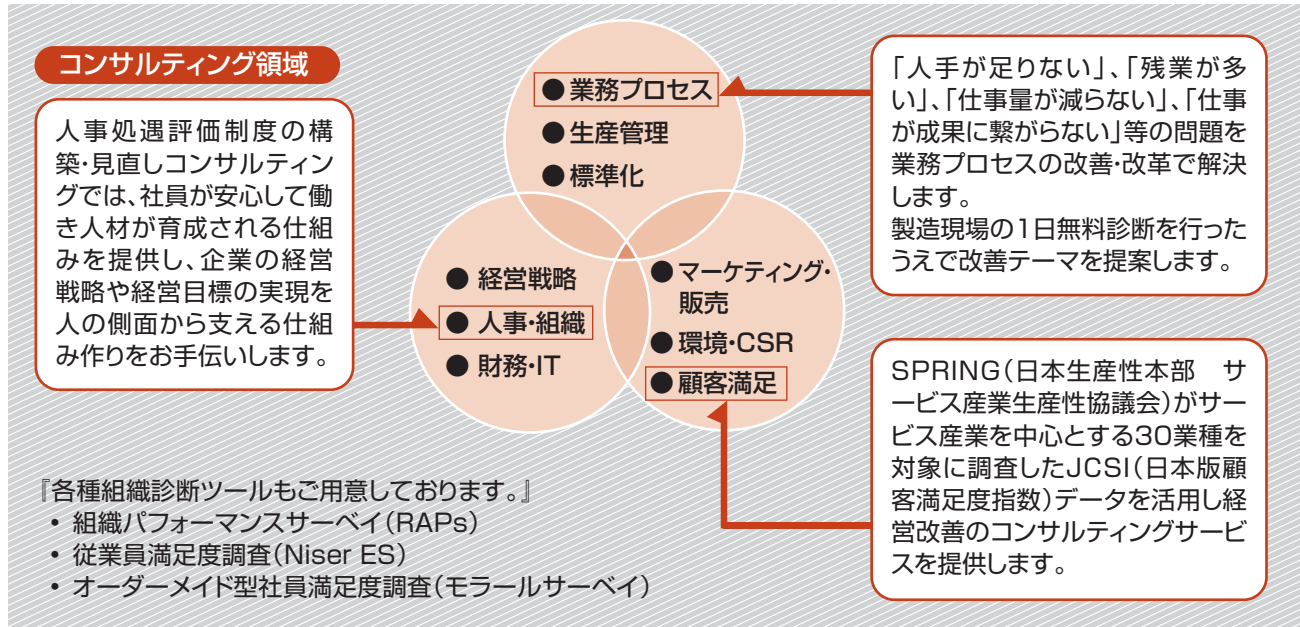 コンサルティング領域
人事処遇評価制度の構
築・見直しコンサルティン
グでは、社員が安心して働
き人材が育成される仕組
みを提供し、企業の経営
戦略や経営目標の実現を
人の側面から支える仕組
み作りをお手伝いします。
● 業務プロセス
● 生産管理
● 標準化
● 経営戦略
● 人事・組織
● 財務・IT
● マーケティング・
販売
● 環境・CSR
● 顧客満足
「人手が足りない」、「残業が多
い」、「仕事量が減らない」、「仕事
が成果に繋がらない」等の問題を
業務プロセスの改善・改革で解決
します。
製造現場の1日無料診断を行った
うえで改善テーマを提案します。
SPRING（日本生産性本部　サ
ービス産業生産性協議会）がサー
ビス産業を中心とする30業種を
対象に調査したJCSI（日本版顧
客満足度指数）データを活用し経
営改善のコンサルティングサービ
スを提供します。
『各種組織診断ツールもご用意しております。』
• 組織パフォーマンスサーベイ（RAPs）
• 従業員満足度調査（Niser ES）
• オーダーメイド型社員満足度調査（モラールサーベイ）